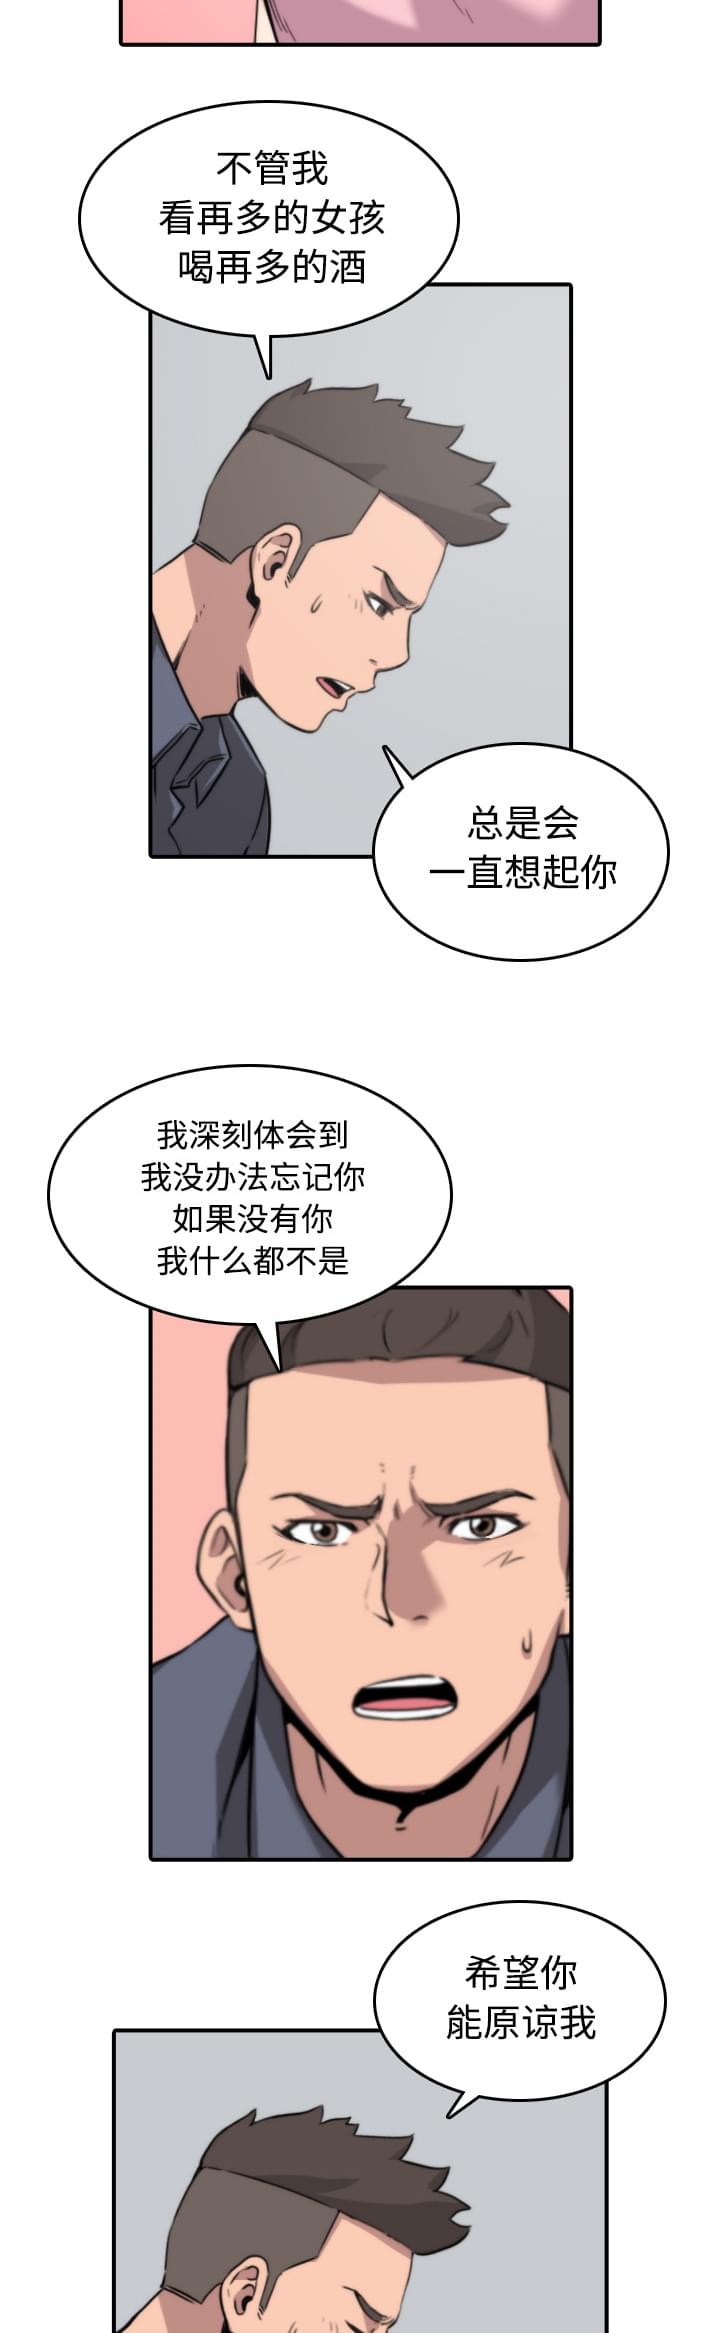 不管我
看再多的女孩
喝再多的酒
总是会
一直想起你
我深刻体会到
我没办法忘记你
如果没有你
我什么都不是
希望你
能原谅我